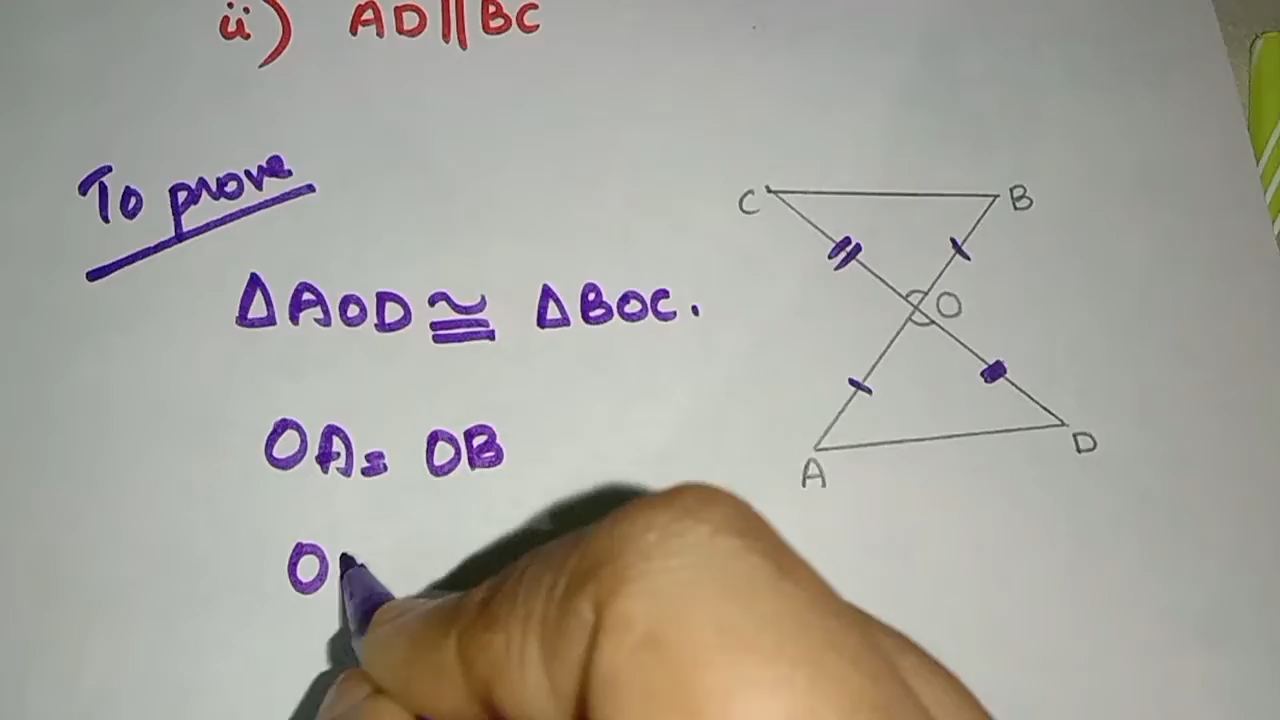 ii) AD||BC
To prove
ΔAOD ≅ ΔBOC.
OA = OB
O
C
B
O
A
D